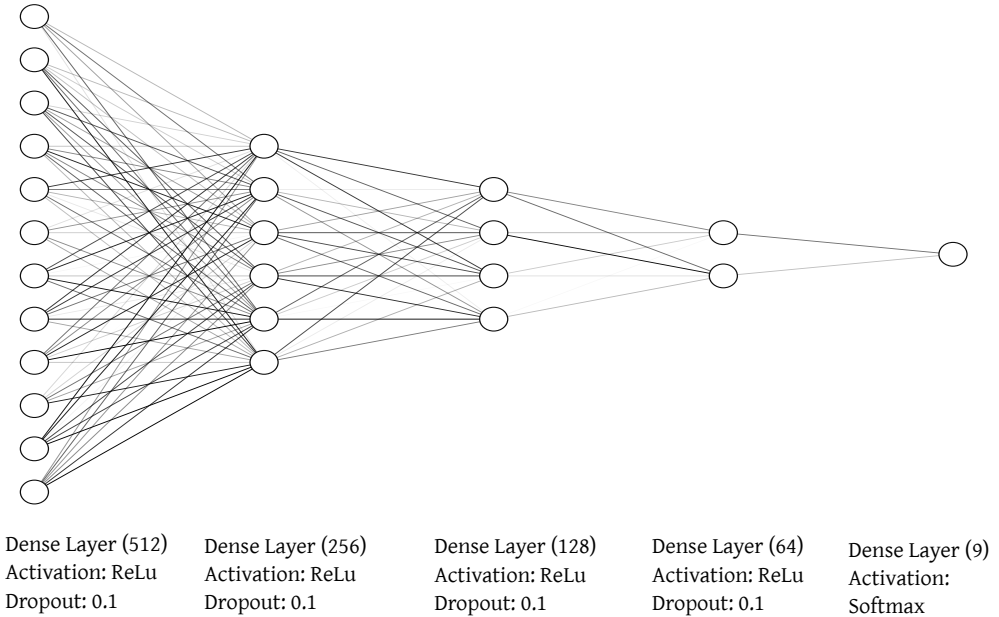 Dense Layer (512)
Activation: ReLu
Dropout: 0.1
Dense Layer (256)
Activation: ReLu
Dropout: 0.1
Dense Layer (128)
Activation: ReLu
Dropout: 0.1
Dense Layer (64)
Activation: ReLu
Dropout: 0.1
Dense Layer (9)
Activation:
Softmax